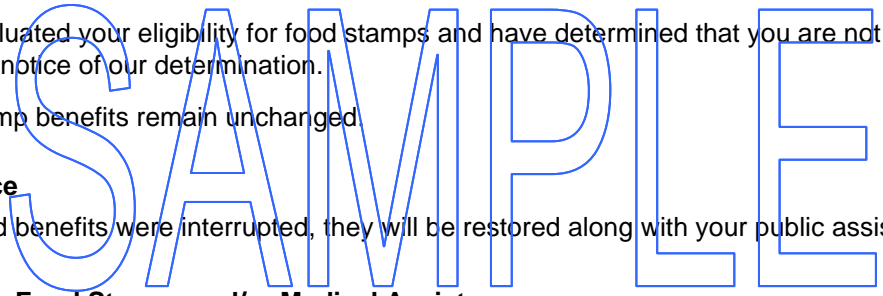 luated your eligibility for food stamps and have determined that you are not
notice of our determination.
mp benefits remain unchanged.
ce
d benefits were interrupted, they will be restored along with your public assis
SAMPLE